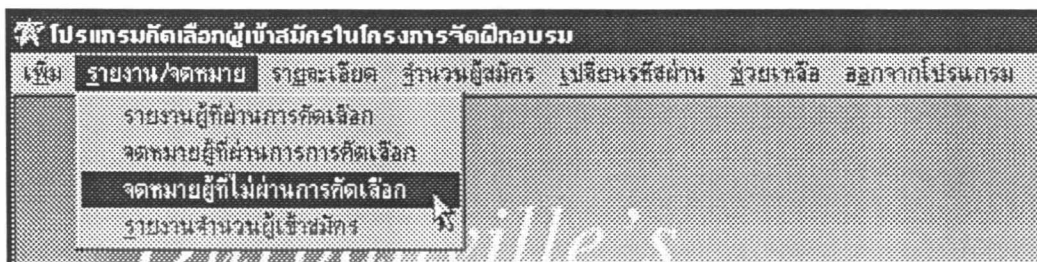 โปรแกรมคัดเลือกผู้เข้าสมัครในโครงการจัดฝึกอบรม
เพิ่ม รายงาน/จดหมาย รายละเอียด จำนวนผู้สมัคร เปลี่ยนรหัสผ่าน ช่วยเหลือ ออกจากโปรแกรม
รายงานผู้ที่ผ่านการคัดเลือก
จดหมายผู้ที่ผ่านการการคัดเลือก
จดหมายผู้ที่ไม่ผ่านการคัดเลือก
รายงานจำนวนผู้เข้าสมัคร